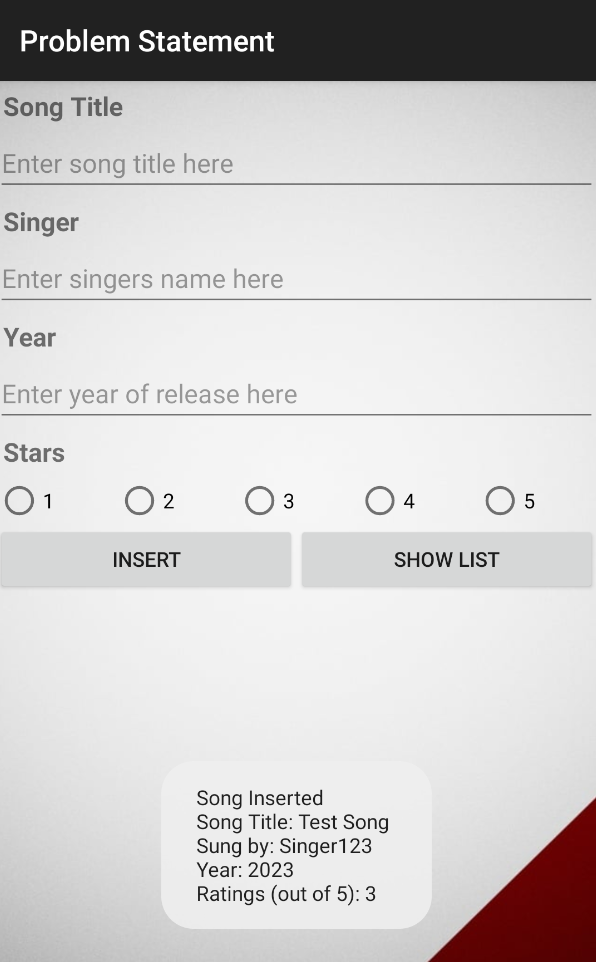 Problem Statement
Song Title
Enter song title here
Singer
Enter singers name here
Year
Enter year of release here
Stars
1 2 3 4 5
INSERT SHOW LIST
Song Inserted
Song Title: Test Song
Sung by: Singer123
Year: 2023
Ratings (out of 5): 3